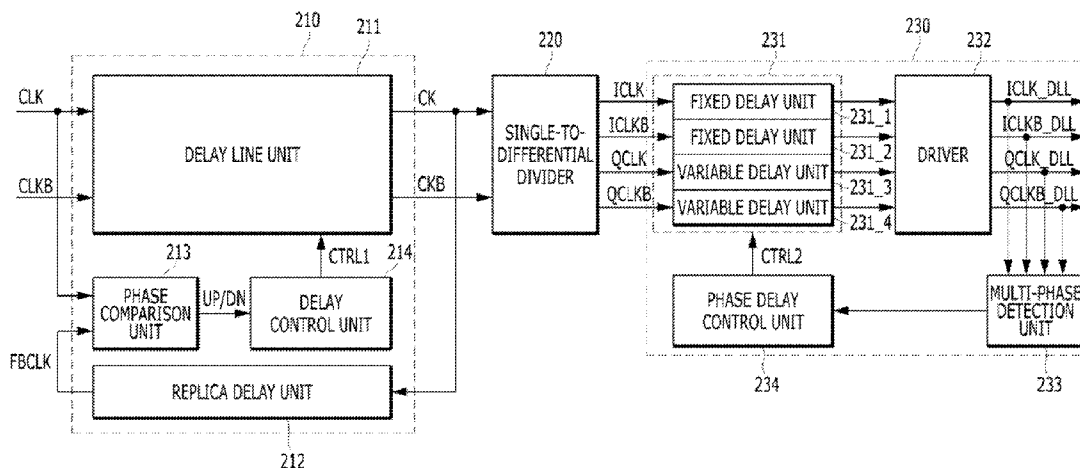 210
211
220
230
231
232
CLK
CLKB
DELAY LINE UNIT
CK
CKB
SINGLE-TO-
DIFFERENTIAL
DIVIDER
ICLK
ICLKB
QCLK
QCLKB
FIXED DELAY UNIT
231_1
FIXED DELAY UNIT
231_2
VARIABLE DELAY UNIT
231_3
VARIABLE DELAY UNIT
231_4
DRIVER
ICLK_DLL
ICLKB_DLL
QCLK_DLL
QCLKB_DLL
213
CTRL1
214
PHASE
COMPARISON
UNIT
UP/DN
DELAY
CONTROL UNIT
FBCLK
REPLICA DELAY UNIT
212
CTRL2
PHASE DELAY
CONTROL UNIT
234
MULTI-PHASE
DETECTION
UNIT
233